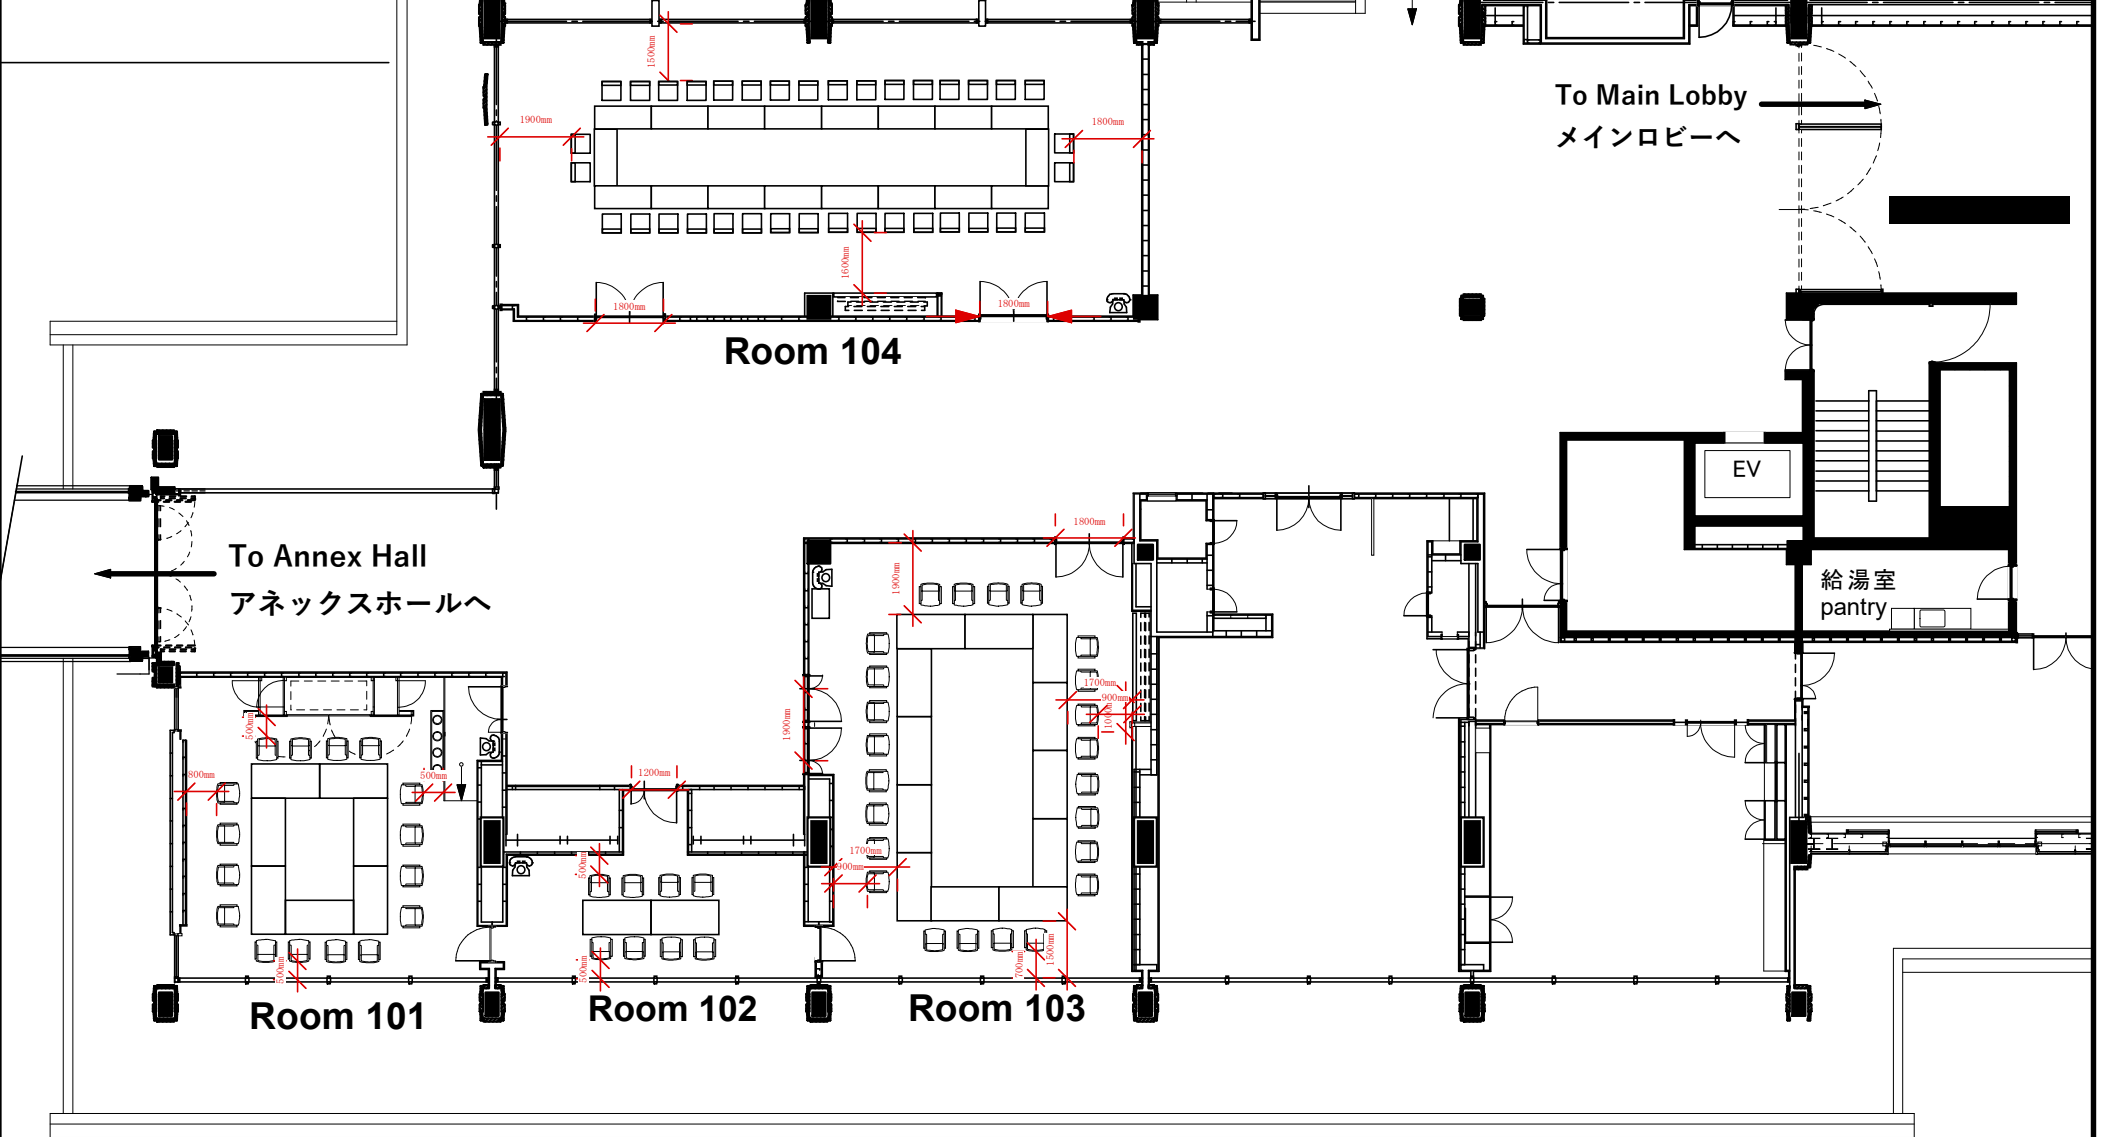 1500mm
To Main Lobby
メインロビーへ
1900mm
1800mm
1600mm
1800mm
1800mm
Room 104
EV
To Annex Hall
アネックスホールへ
1800mm
1900mm
給湯室
pantry
1700mm
900mm
1000mm
500mm
1900mm
800mm
500mm
1200mm
500mm
1700mm
900mm
500mm
500mm
700mm
1500mm
Room 101
Room 102
Room 103